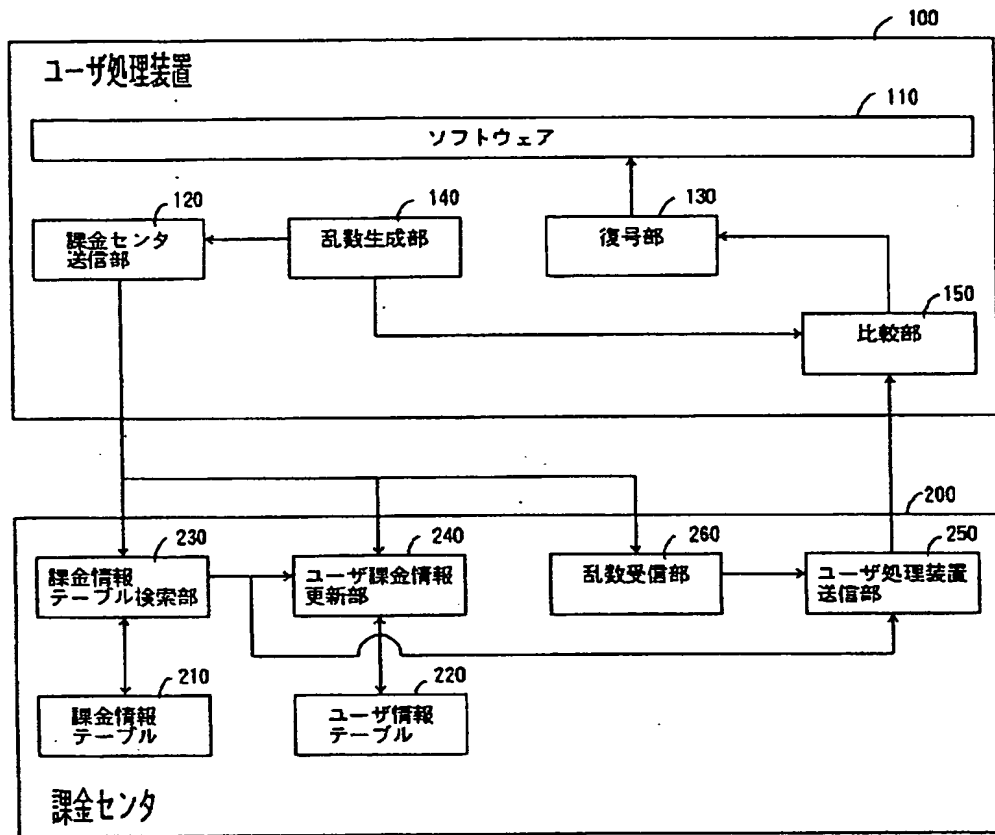 100
ユーザ処理装置
110
ソフトウェア
120
課金センタ
送信部
140
乱数生成部
130
復号部
150
比較部
200
230
課金情報
テーブル検索部
240
ユーザ課金情報
更新部
260
乱数受信部
250
ユーザ処理装置
送信部
210
課金情報
テーブル
220
ユーザ情報
テーブル
課金センタ